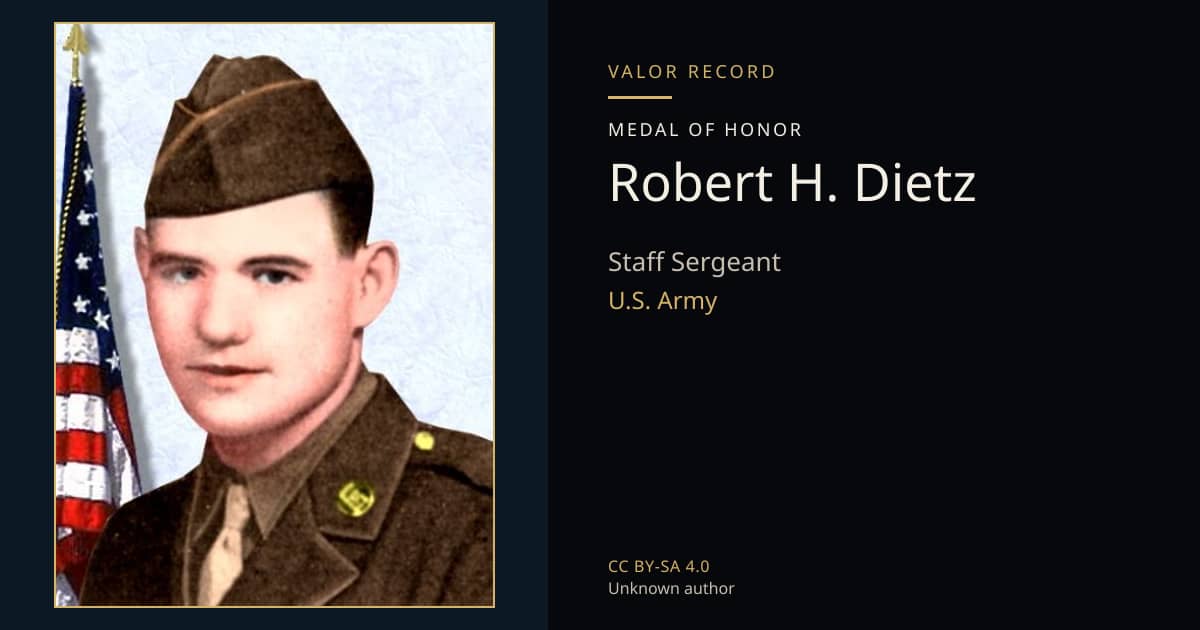 VALOR RECORD
MEDAL OF HONOR
Robert H. Dietz
Staff Sergeant
U.S. Army
CC BY-SA 4.0
Unknown author